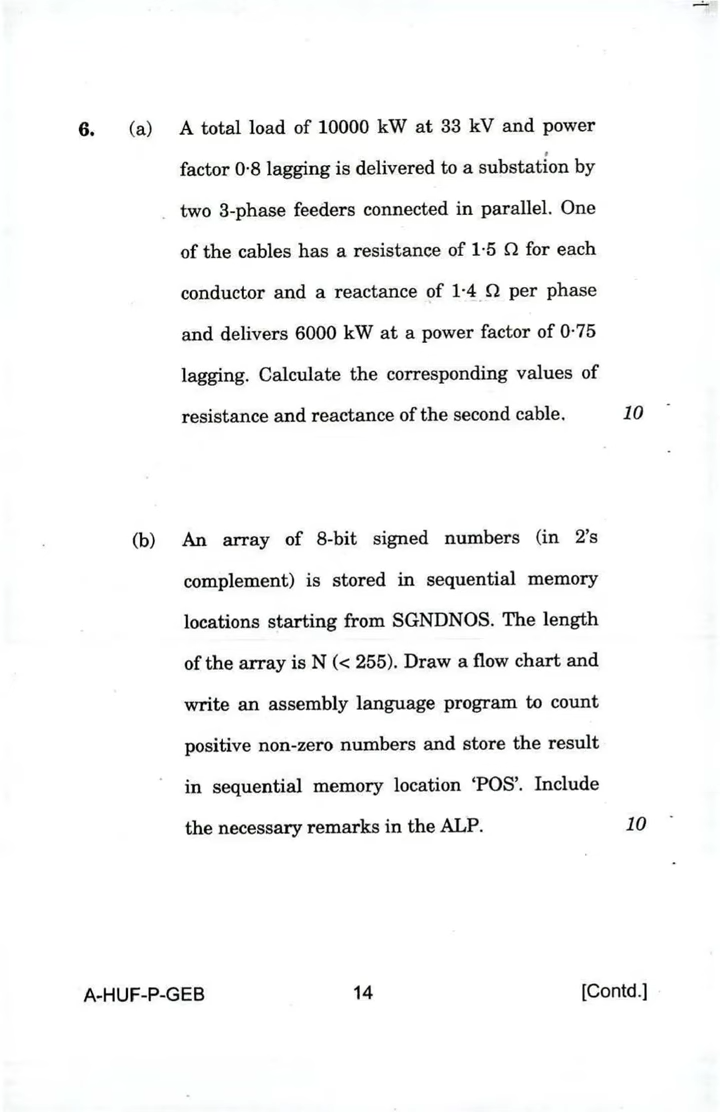 6. (a) A total load of 10000 kW at 33 kV and power
factor 0·8 lagging is delivered to a substation by
two 3-phase feeders connected in parallel. One
of the cables has a resistance of 1·5 Ω for each
conductor and a reactance of 1·4 Ω per phase
and delivers 6000 kW at a power factor of 0·75
lagging. Calculate the corresponding values of
resistance and reactance of the second cable. 10
(b) An array of 8-bit signed numbers (in 2's
complement) is stored in sequential memory
locations starting from SGNDNOS. The length
of the array is N (< 255). Draw a flow chart and
write an assembly language program to count
positive non-zero numbers and store the result
in sequential memory location ‘POS’. Include
the necessary remarks in the ALP. 10
A-HUF-P-GEB 14 [Contd.]